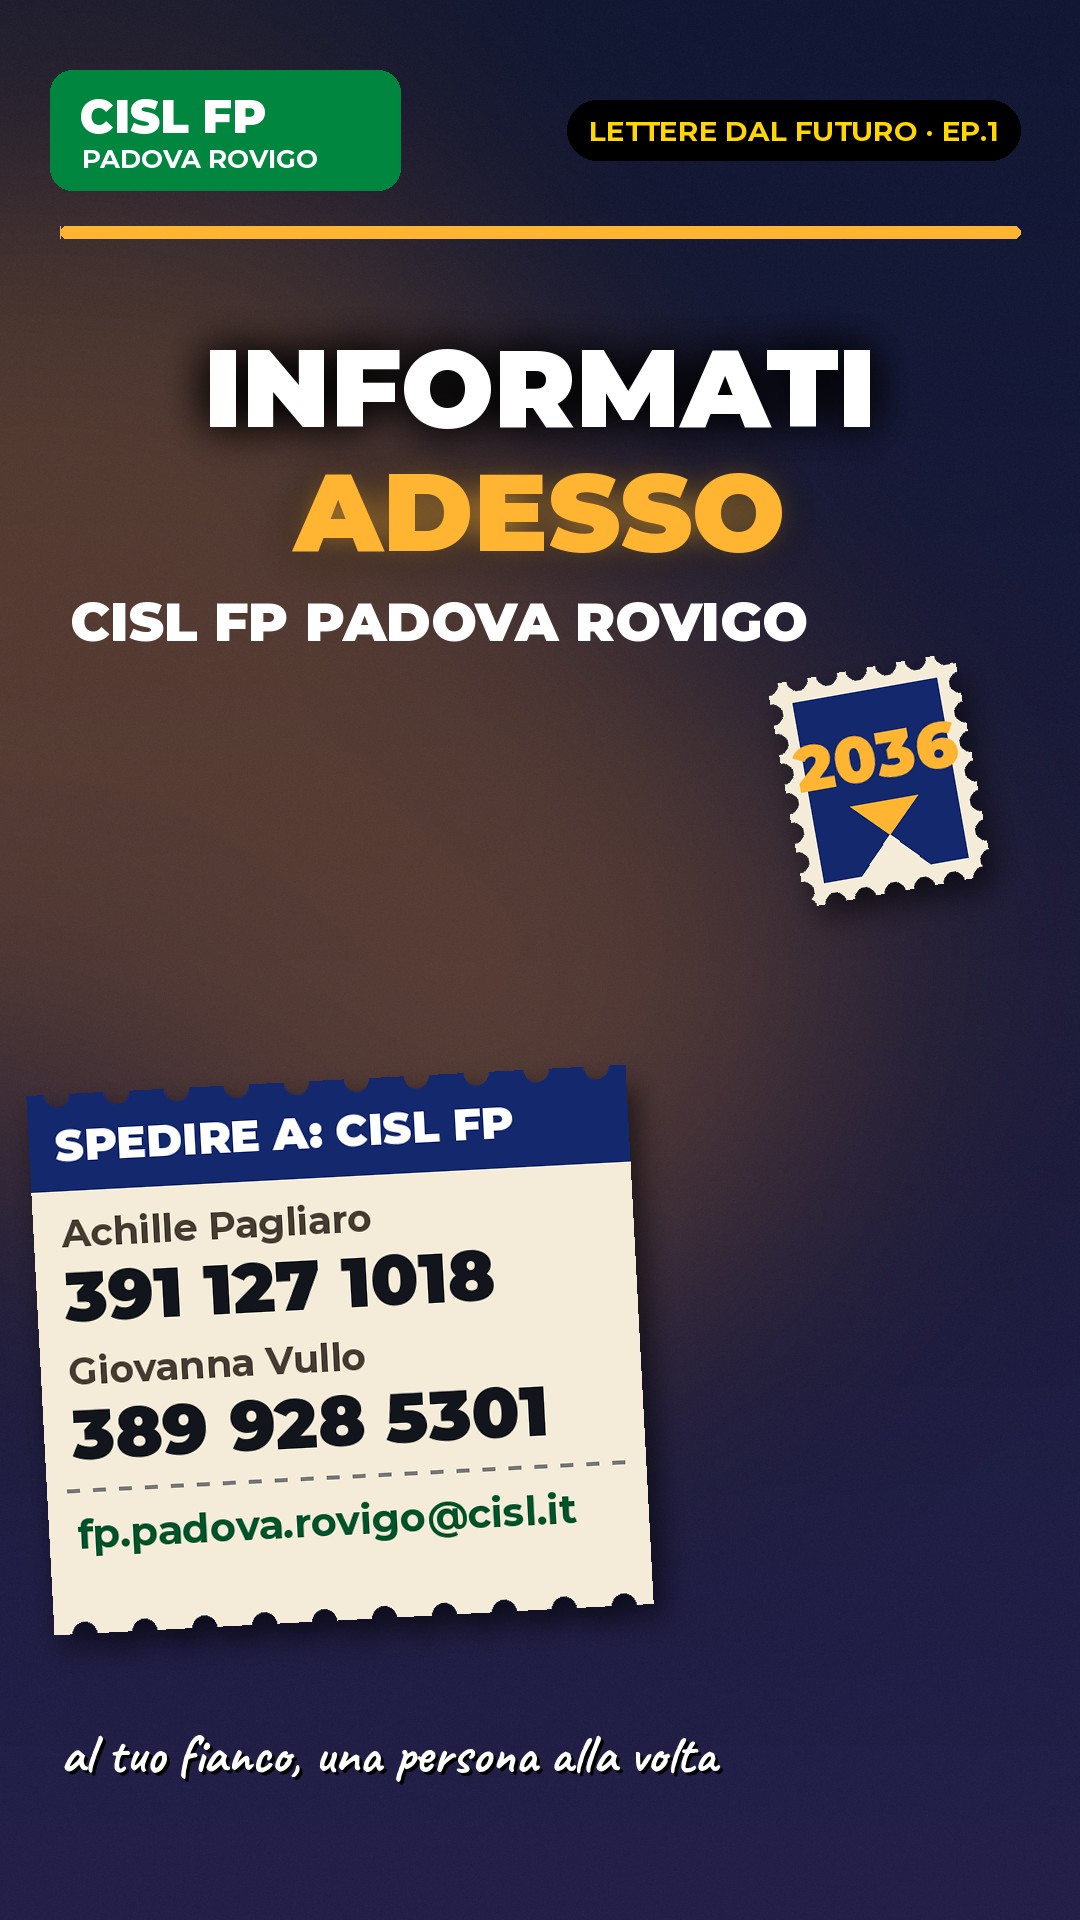 CISL FP
PADOVA ROVIGO
LETTERE DAL FUTURO · EP.1
INFORMATI
ADESSO
CISL FP PADOVA ROVIGO
2036
SPEDIRE A: CISL FP
Achille Pagliaro
391 127 1018
Giovanna Vullo
389 928 5301
fp.padova.rovigo@cisl.it
al tuo fianco, una persona alla volta